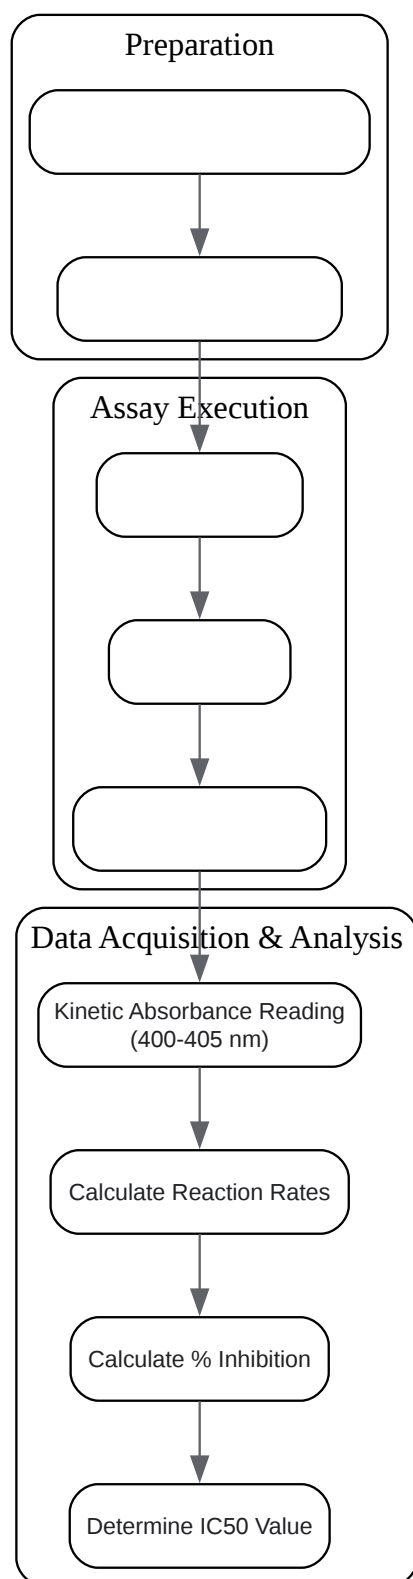 Preparation
Assay Execution
Data Acquisition & Analysis
Kinetic Absorbance Reading
(400-405 nm)
Calculate Reaction Rates
Calculate % Inhibition
Determine IC50 Value